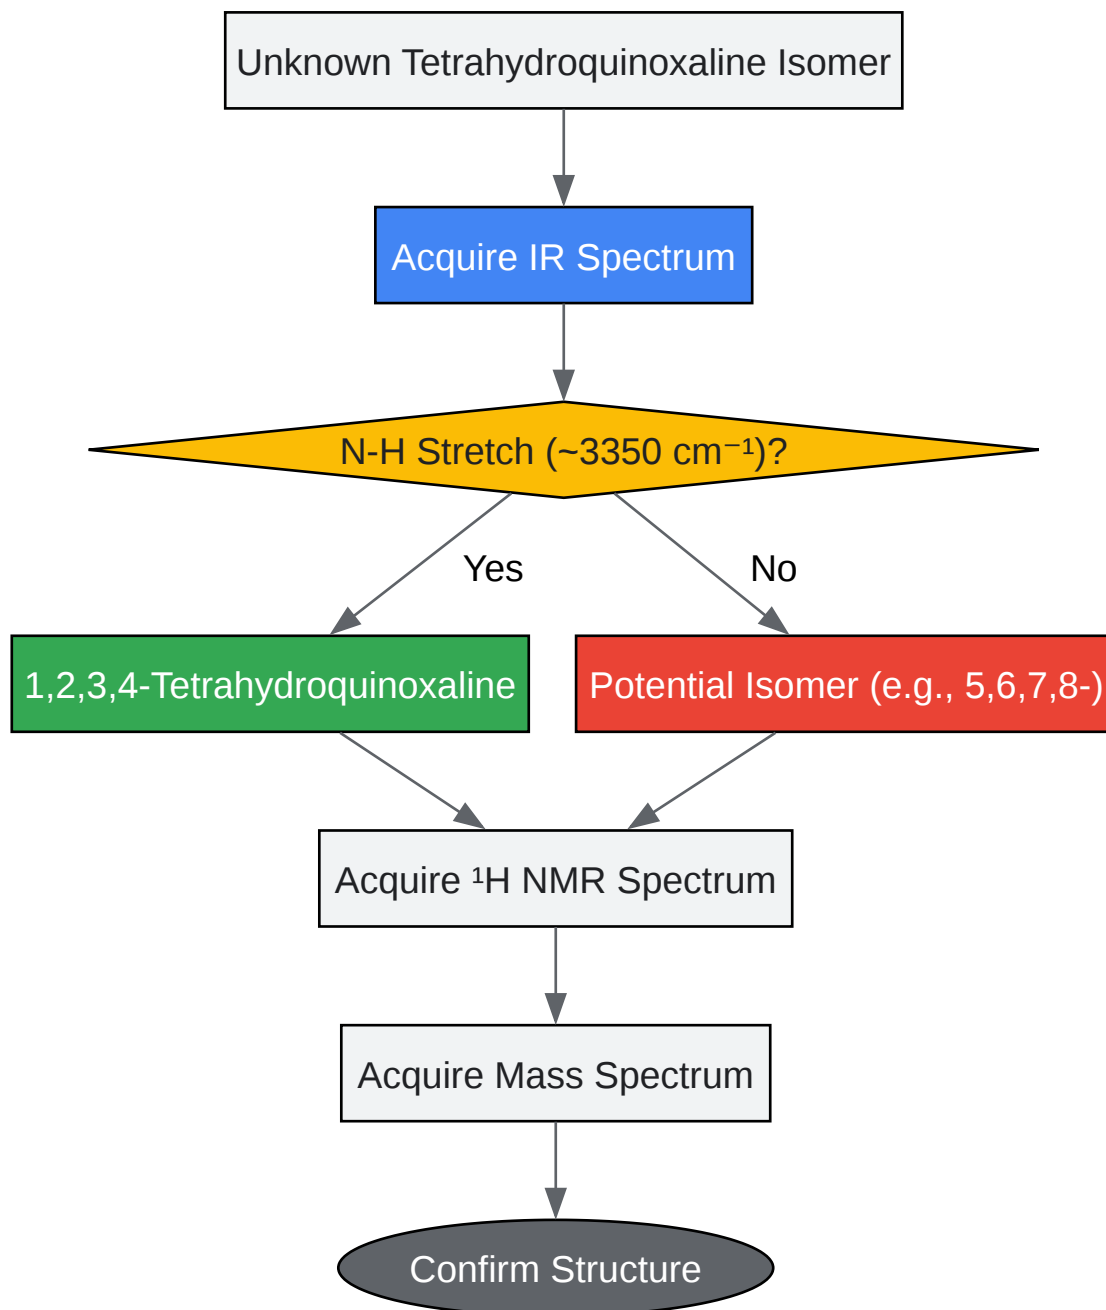 Unknown Tetrahydroquinoxaline Isomer
Acquire IR Spectrum
N-H Stretch (~3350 cm⁻¹)?
Yes
No
1,2,3,4-Tetrahydroquinoxaline
Potential Isomer (e.g., 5,6,7,8-)
Acquire ¹H NMR Spectrum
Acquire Mass Spectrum
Confirm Structure